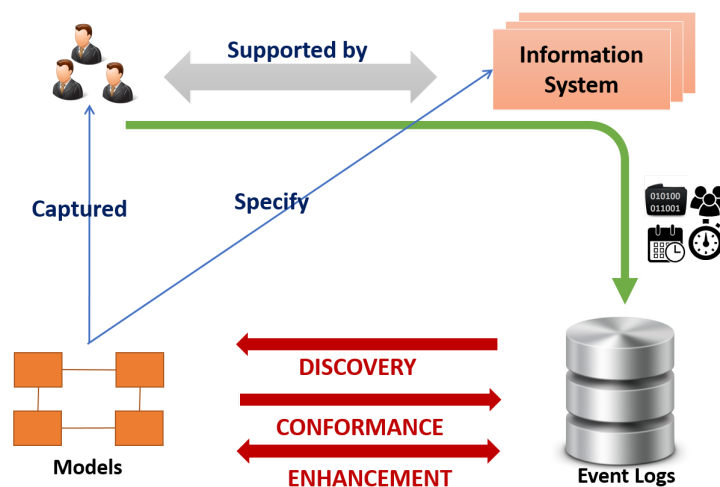 Supported by
Information
System
010100
011001
Captured
Specify
DISCOVERY
CONFORMANCE
ENHANCEMENT
Models
Event Logs